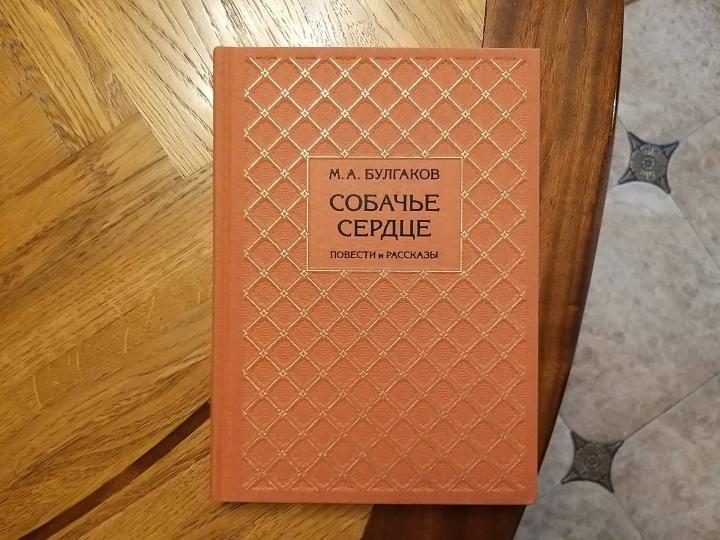 М. А. БУЛГАКОВ
СОБАЧЬЕ
СЕРДЦЕ
ПОВЕСТИ и РАССКАЗЫ